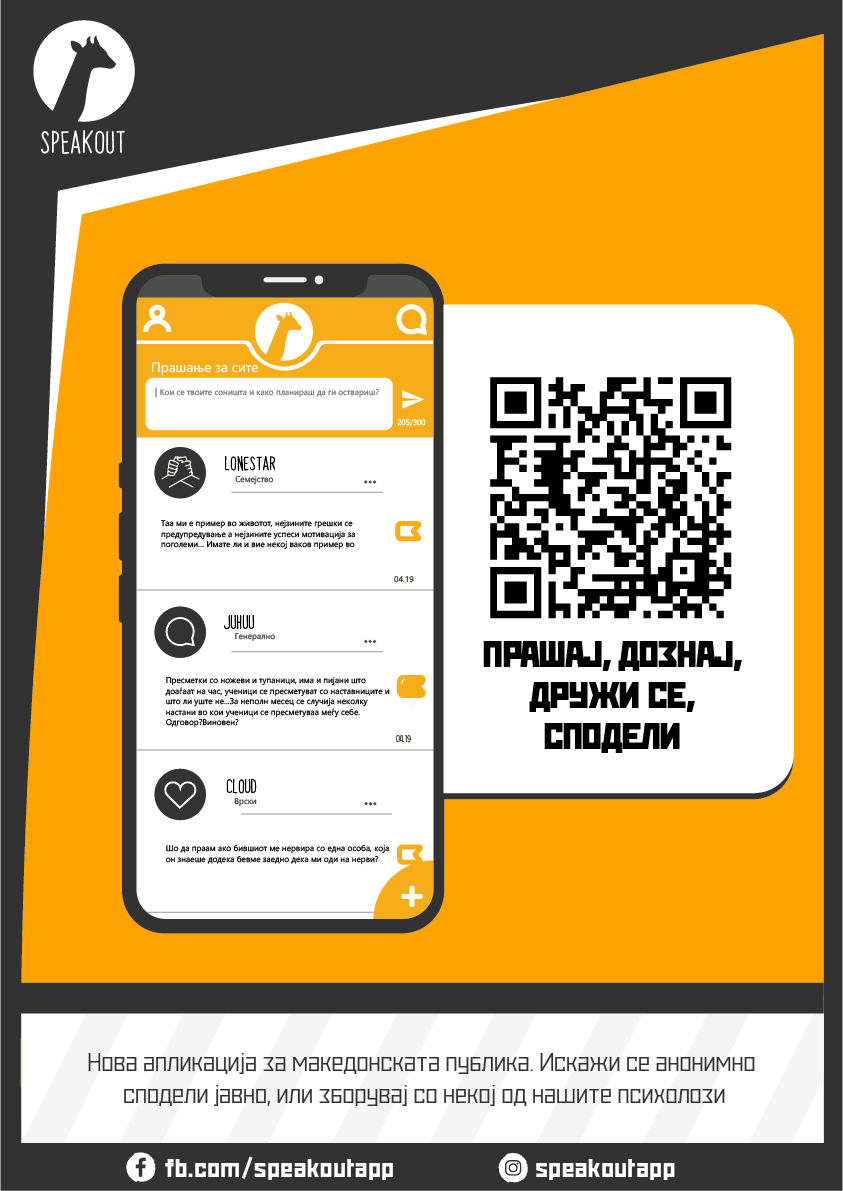 SPEAKOUT
Прашање за сите
Кои се твоите соништа и како планираш да ги оствариш?
205/300
LONESTAR
Семејство
Таа ми е пример во животот, нејзините грешки се
предупредување а нејзините успеси мотивација за
поголеми... Имате ли и вие некој ваков пример во
04.19
JUHUU
Генерално
Пресметки со ножеви и тупаници, има и пијани што
доаѓаат на час, ученици се пресметуват со наставниците и
што ли уште не...За неполн месец се случија неколку
настани во кои ученици се пресметуваа меѓу себе.
Одговор?Виновен?
04.19
CLOUD
Врски
Шо да праам ако бившиот ме нервира со една особа, која
он знаеше додека бевме заедно дека ми оди на нерви?
ПРАШАЈ, ДОЗНАЈ,
ДРУЖИ СЕ,
СПОДЕЛИ
Нова апликација за македонската публика. Искажи се анонимно
сподели јавно, или зборувај со некој од нашите психолози
fb.com/speakoutapp
speakoutapp